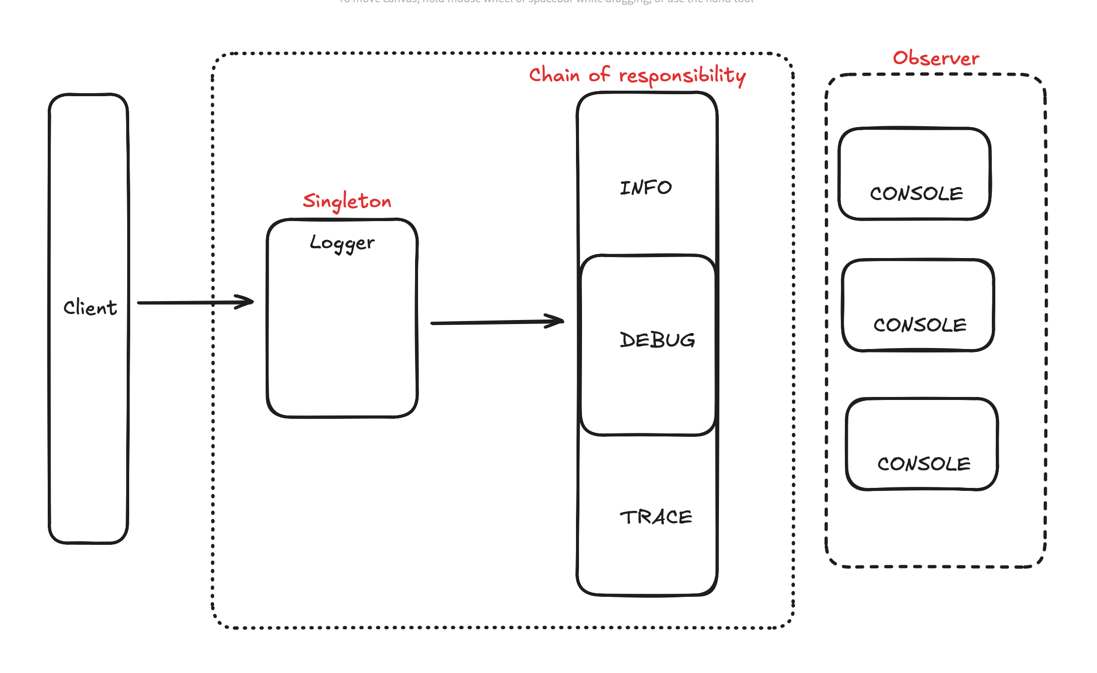 To move canvas, hold mouse wheel or spacebar while dragging, or use the hand tool
Observer
Chain of responsibility
INFO
CONSOLE
Singleton
Logger
Client
DEBUG
CONSOLE
CONSOLE
TRACE